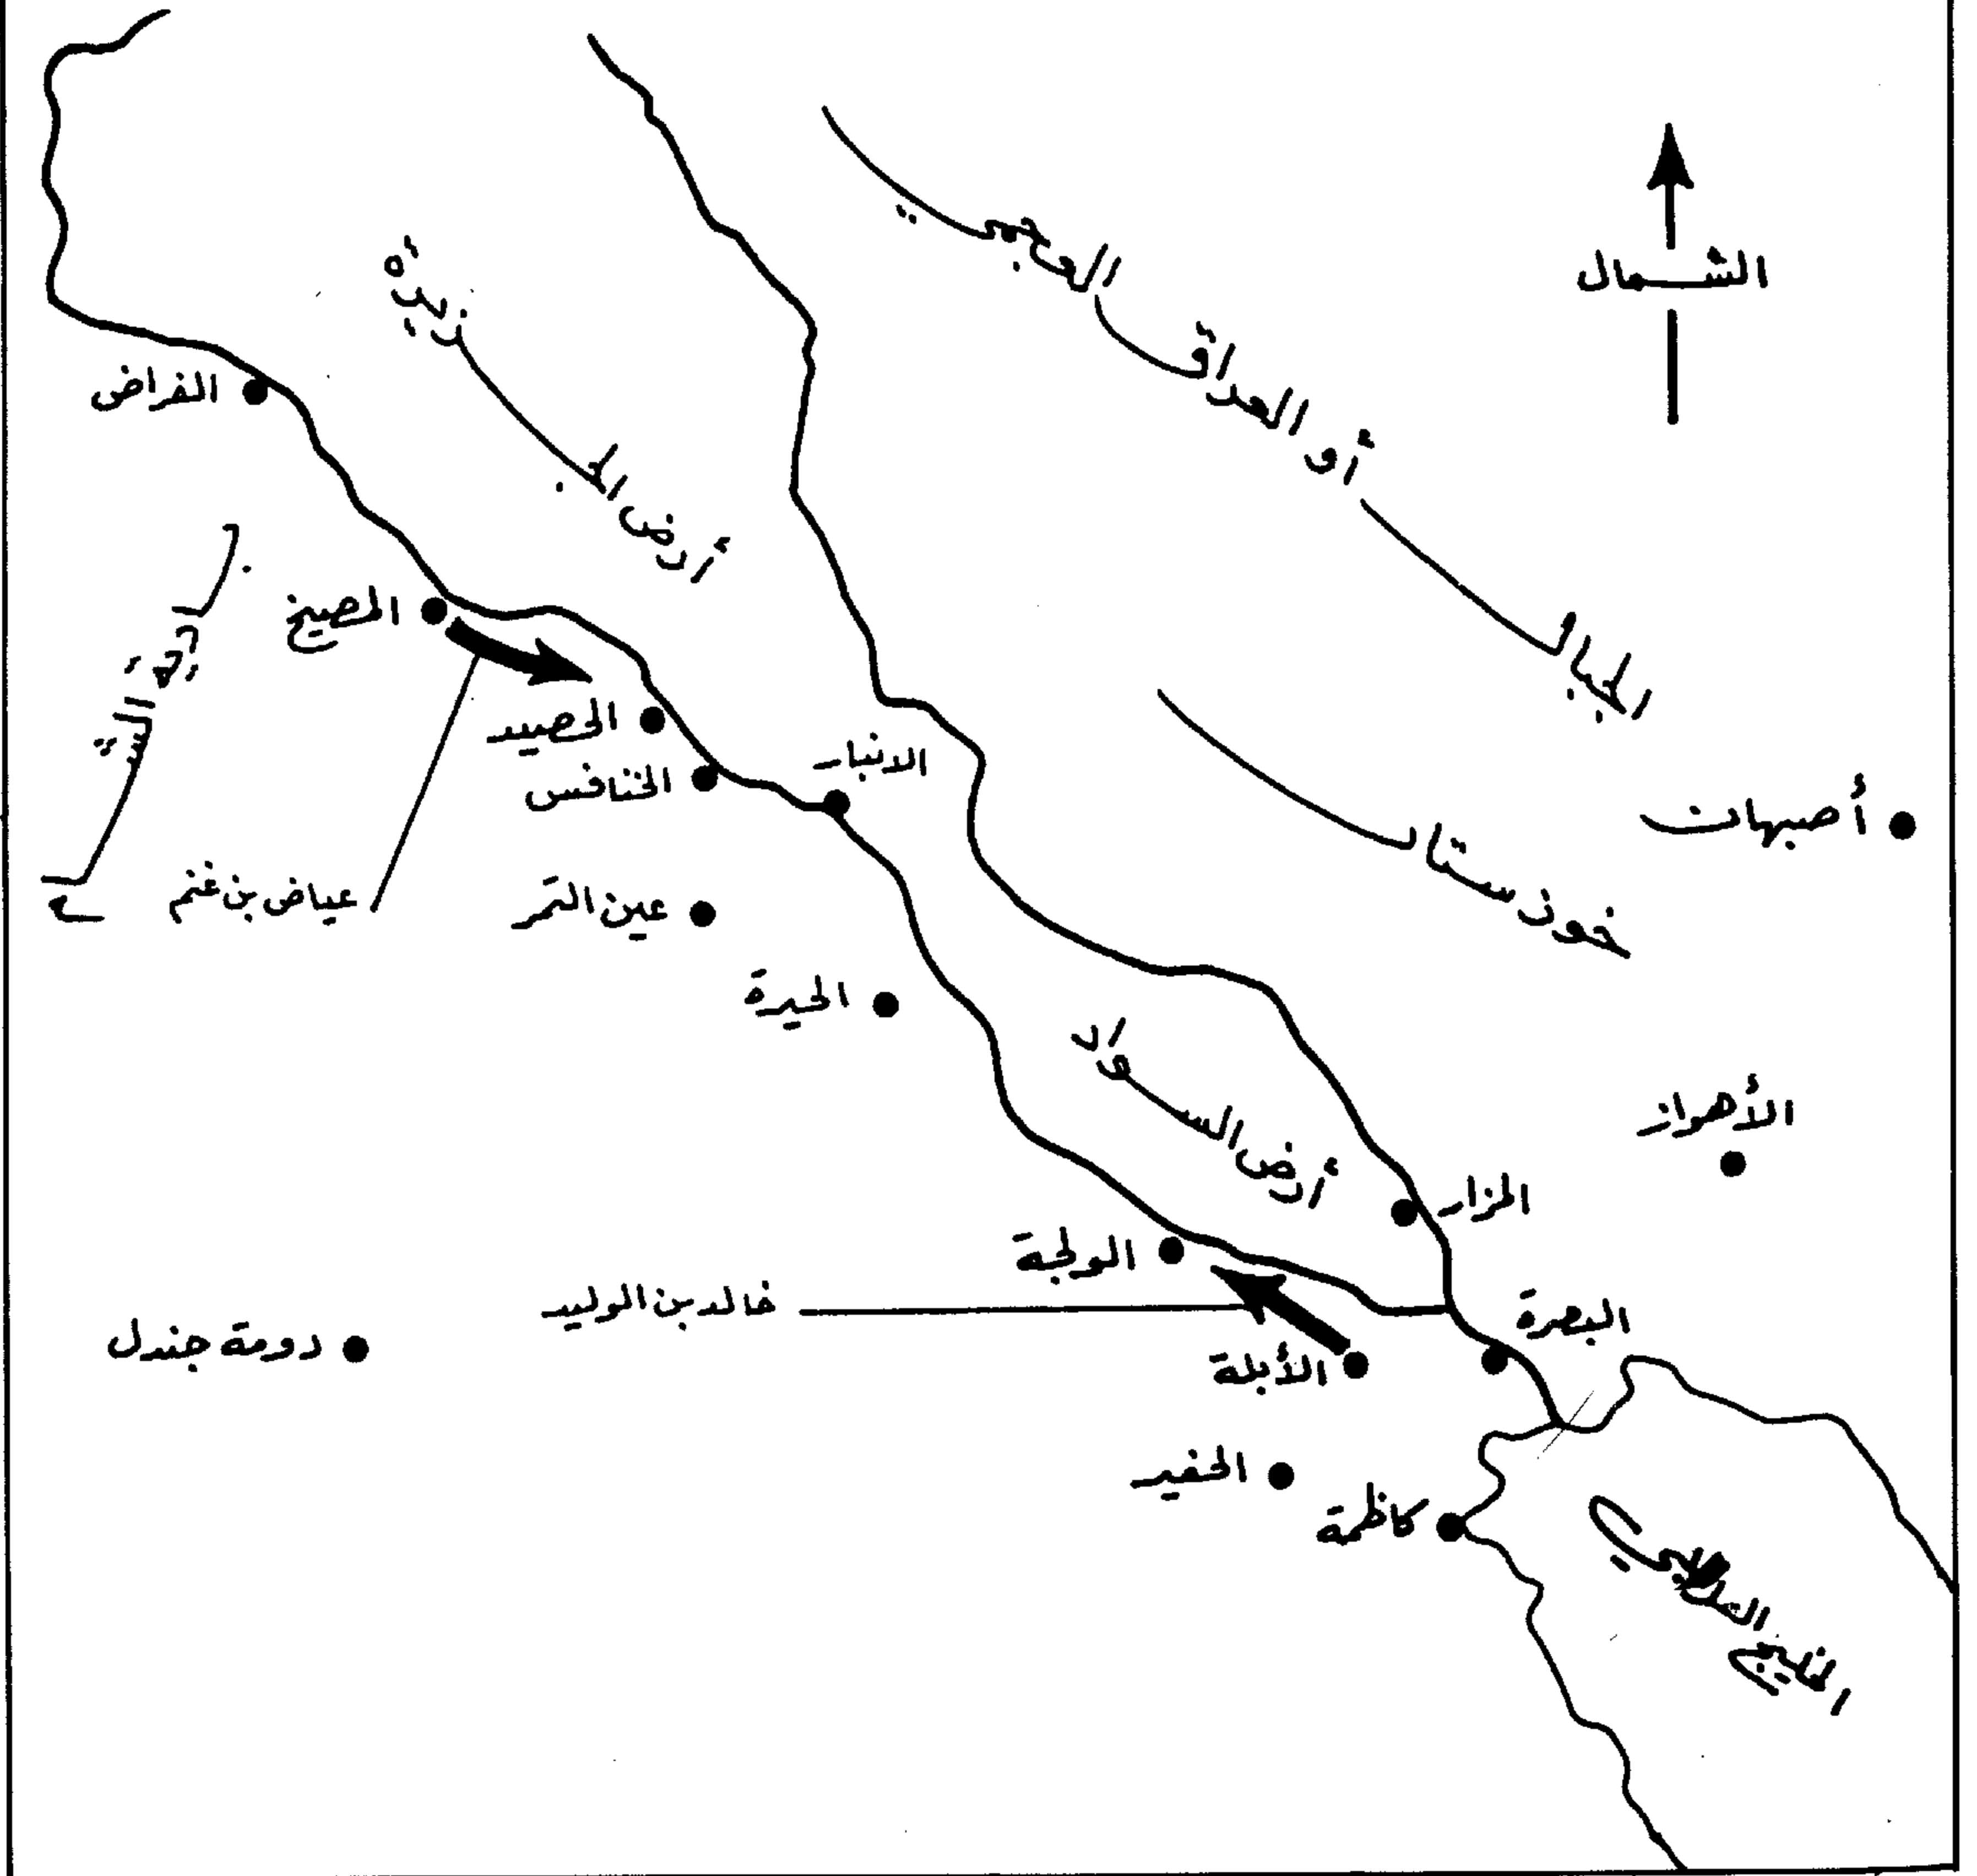 الشمال
الجبال أو العراق العجمي
أرض الجزيرة
الفراض
المصيخ
الحصيد
الخنافس
الانبار
أصبهان
خوزستان
عياض بن غنم
عين التمر
الحيرة
أرض السواد
الأهواز
المزار
الولجة
خالد بن الوليد
البصرة
دومة جندل
الأبلة
الحفير
كاظمة
الخليج العربي